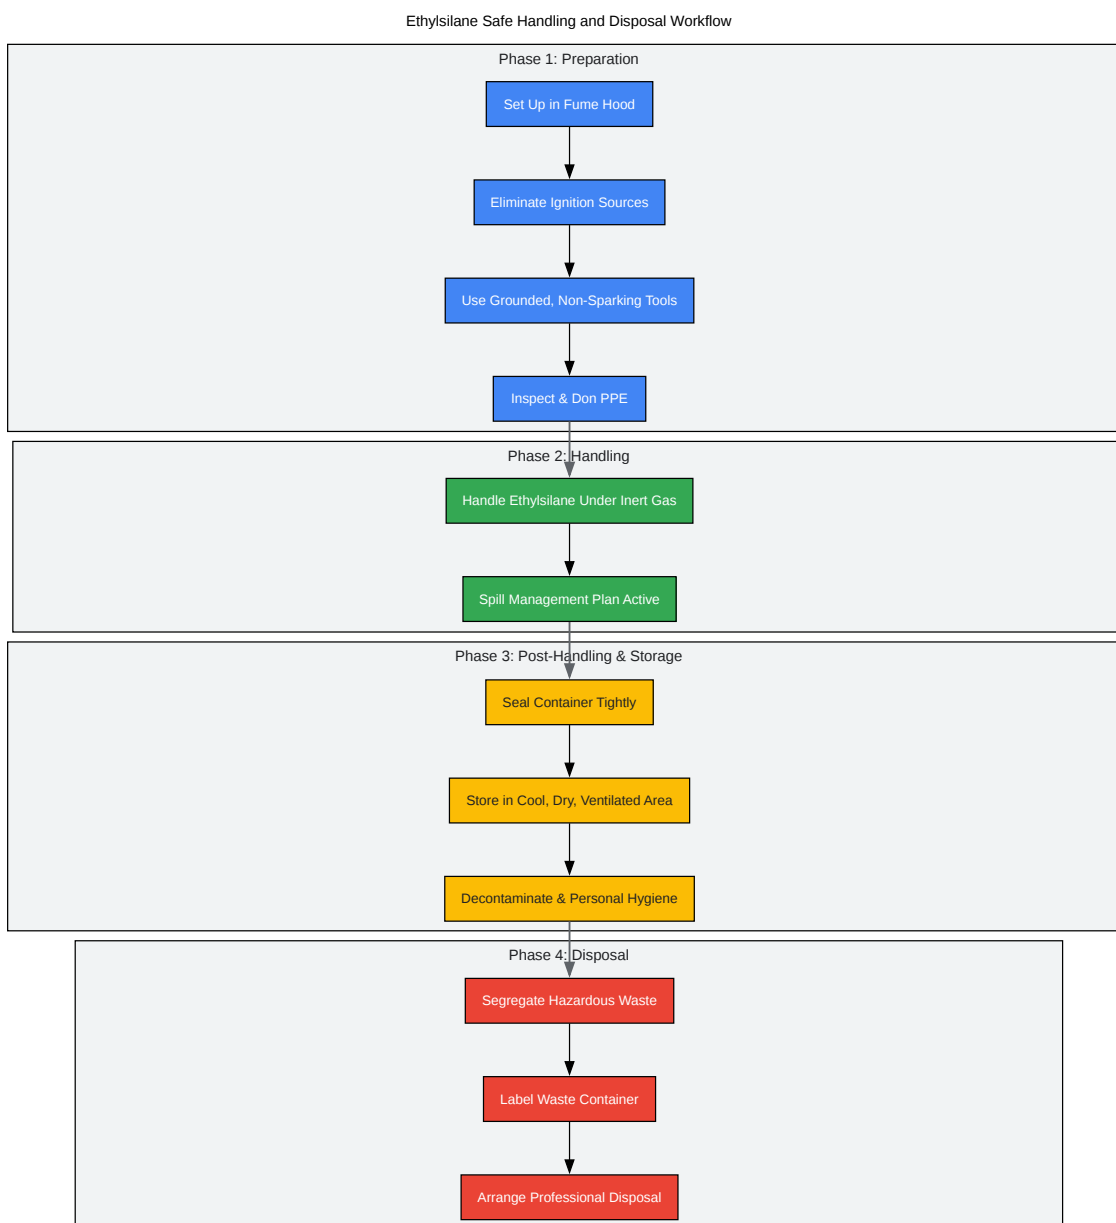 Ethylsilane Safe Handling and Disposal Workflow
Phase 1: Preparation
Set Up in Fume Hood
Eliminate Ignition Sources
Use Grounded, Non-Sparking Tools
Inspect & Don PPE
Phase 2: Handling
Handle Ethylsilane Under Inert Gas
Spill Management Plan Active
Phase 3: Post-Handling & Storage
Seal Container Tightly
Store in Cool, Dry, Ventilated Area
Decontaminate & Personal Hygiene
Phase 4: Disposal
Segregate Hazardous Waste
Label Waste Container
Arrange Professional Disposal